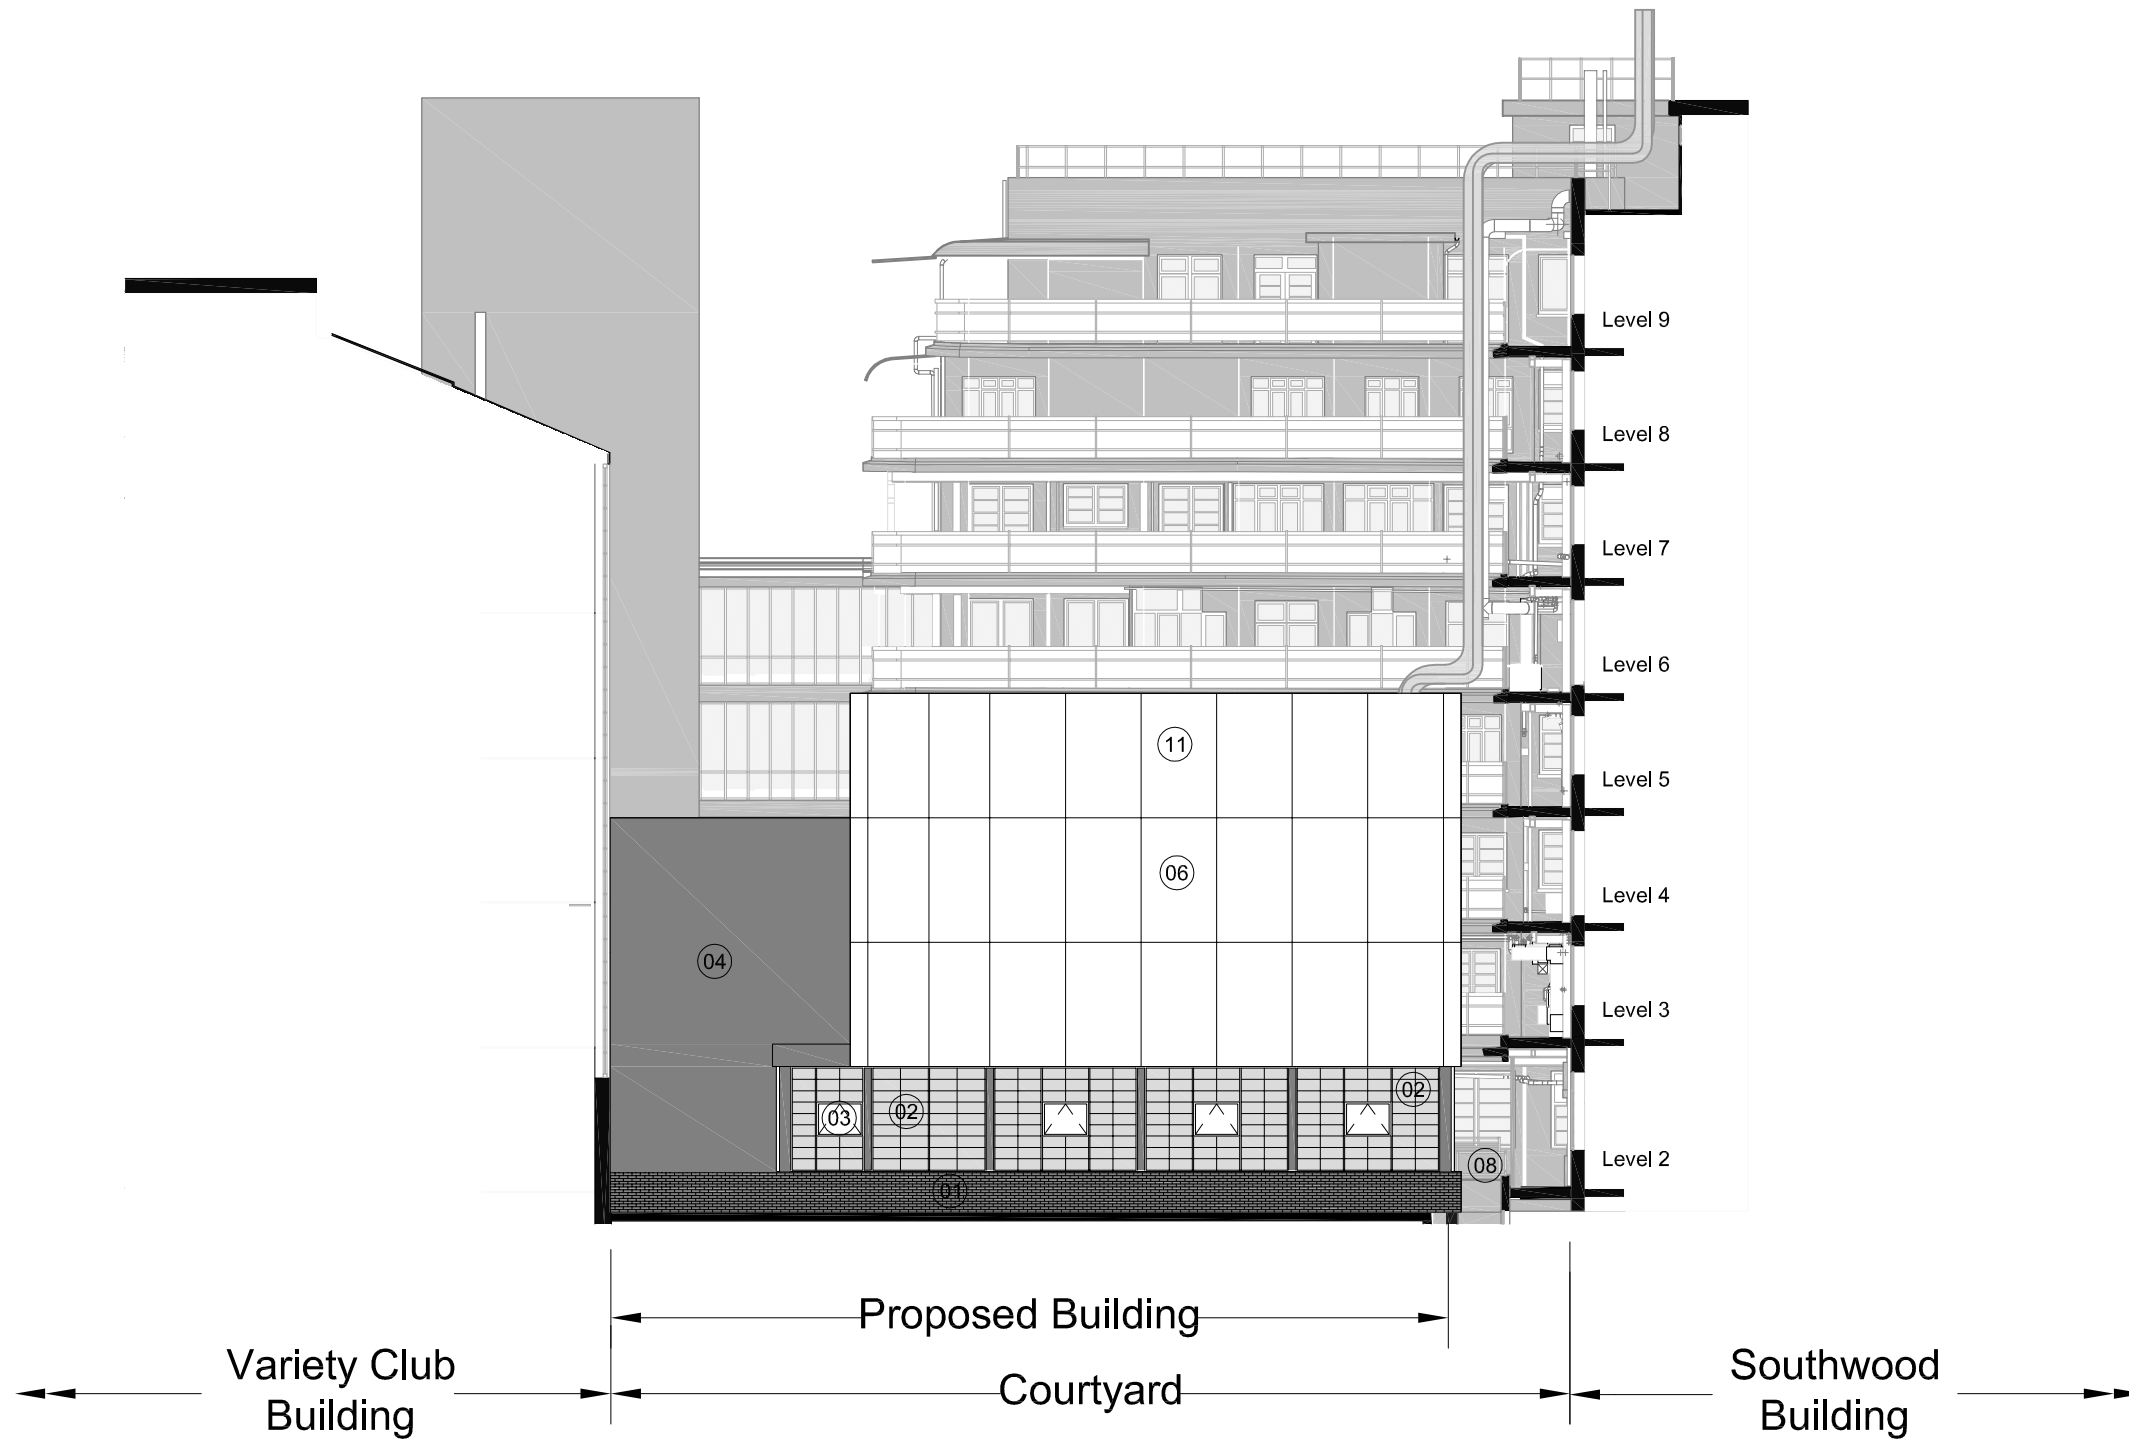 Level 9
Level 8
Level 7
Level 6
11
Level 5
06
Level 4
04
Level 3
02
03
02
Level 2
08
01
Proposed Building
Variety Club
Building
Courtyard
Southwood
Building